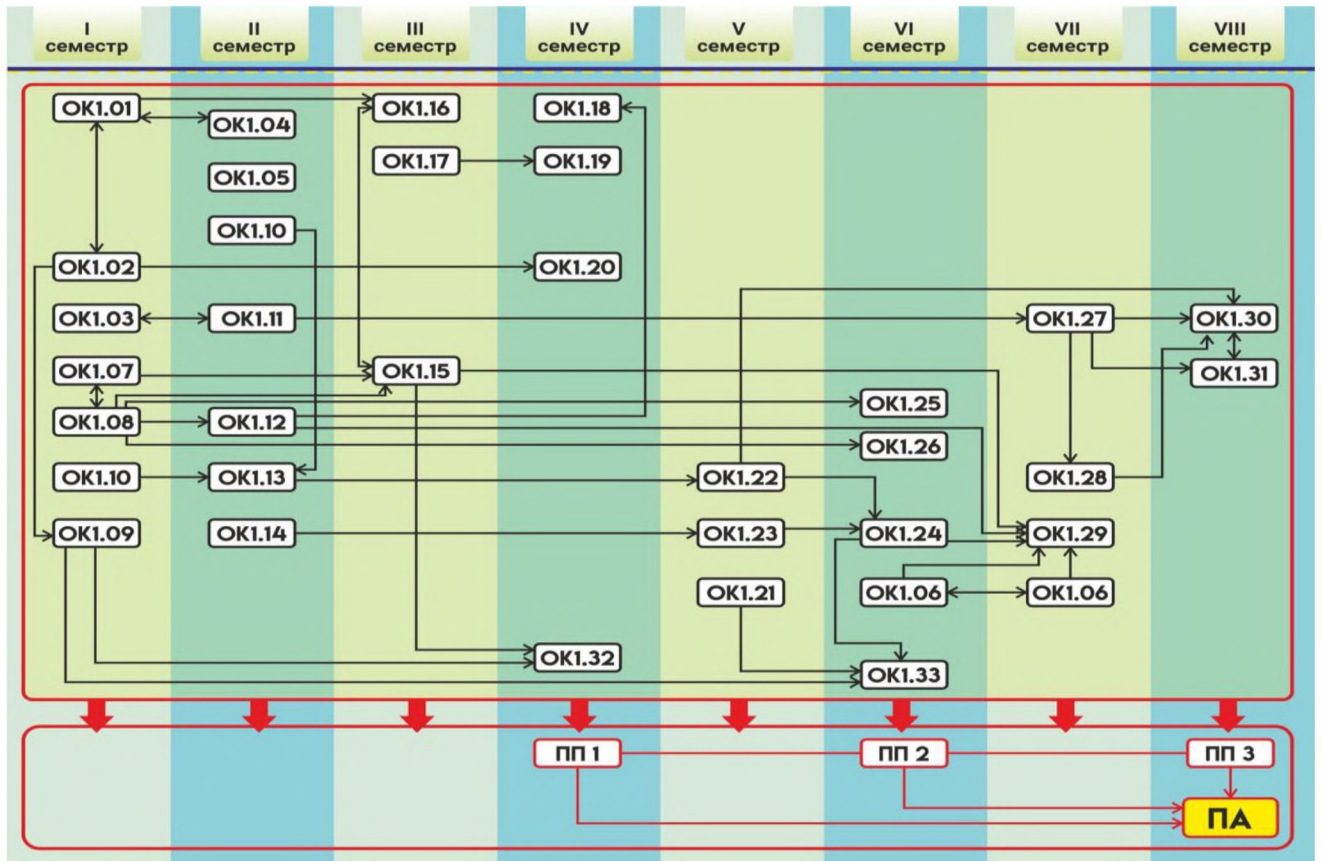 I семестр
II семестр
III семестр
IV семестр
V семестр
VI семестр
VII семестр
VIII семестр
ОК1.01
ОК1.16
ОК1.18
ОК1.04
ОК1.17
ОК1.19
ОК1.05
ОК1.10
ОК1.02
ОК1.20
ОК1.03
ОК1.11
ОК1.27
ОК1.30
ОК1.07
ОК1.15
ОК1.31
ОК1.25
ОК1.08
ОК1.12
ОК1.26
ОК1.10
ОК1.13
ОК1.22
ОК1.28
ОК1.09
ОК1.14
ОК1.23
ОК1.24
ОК1.29
ОК1.21
ОК1.06
ОК1.06
ОК1.32
ОК1.33
ПП 1
ПП 2
ПП 3
ПА